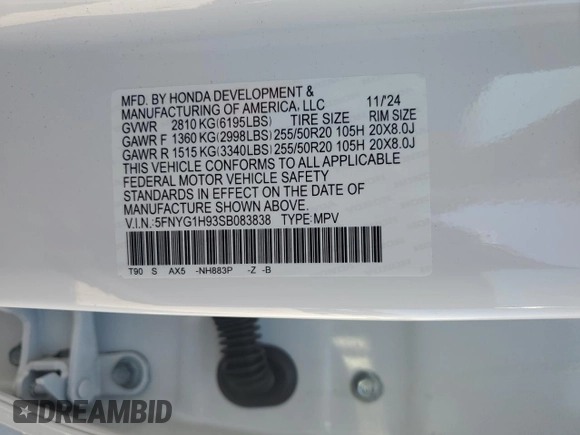 MFD. BY HONDA DEVELOPMENT &
MANUFACTURING OF AMERICA, LLC 11/'24
GVWR 2810 KG(6195LBS) TIRE SIZE RIM SIZE
GAWR F 1360 KG(2998LBS) 255/50R20 105H 20X8.0J
GAWR R 1515 KG(3340LBS) 255/50R20 105H 20X8.0J
THIS VEHICLE CONFORMS TO ALL APPLICABLE
FEDERAL MOTOR VEHICLE SAFETY
STANDARDS IN EFFECT ON THE DATE OF
MANUFACTURE SHOWN ABOVE.
V.I.N.:5FNYG1H93SB083838 TYPE:MPV
T90 S AX5 -NH883P -Z -B
DREAMBID